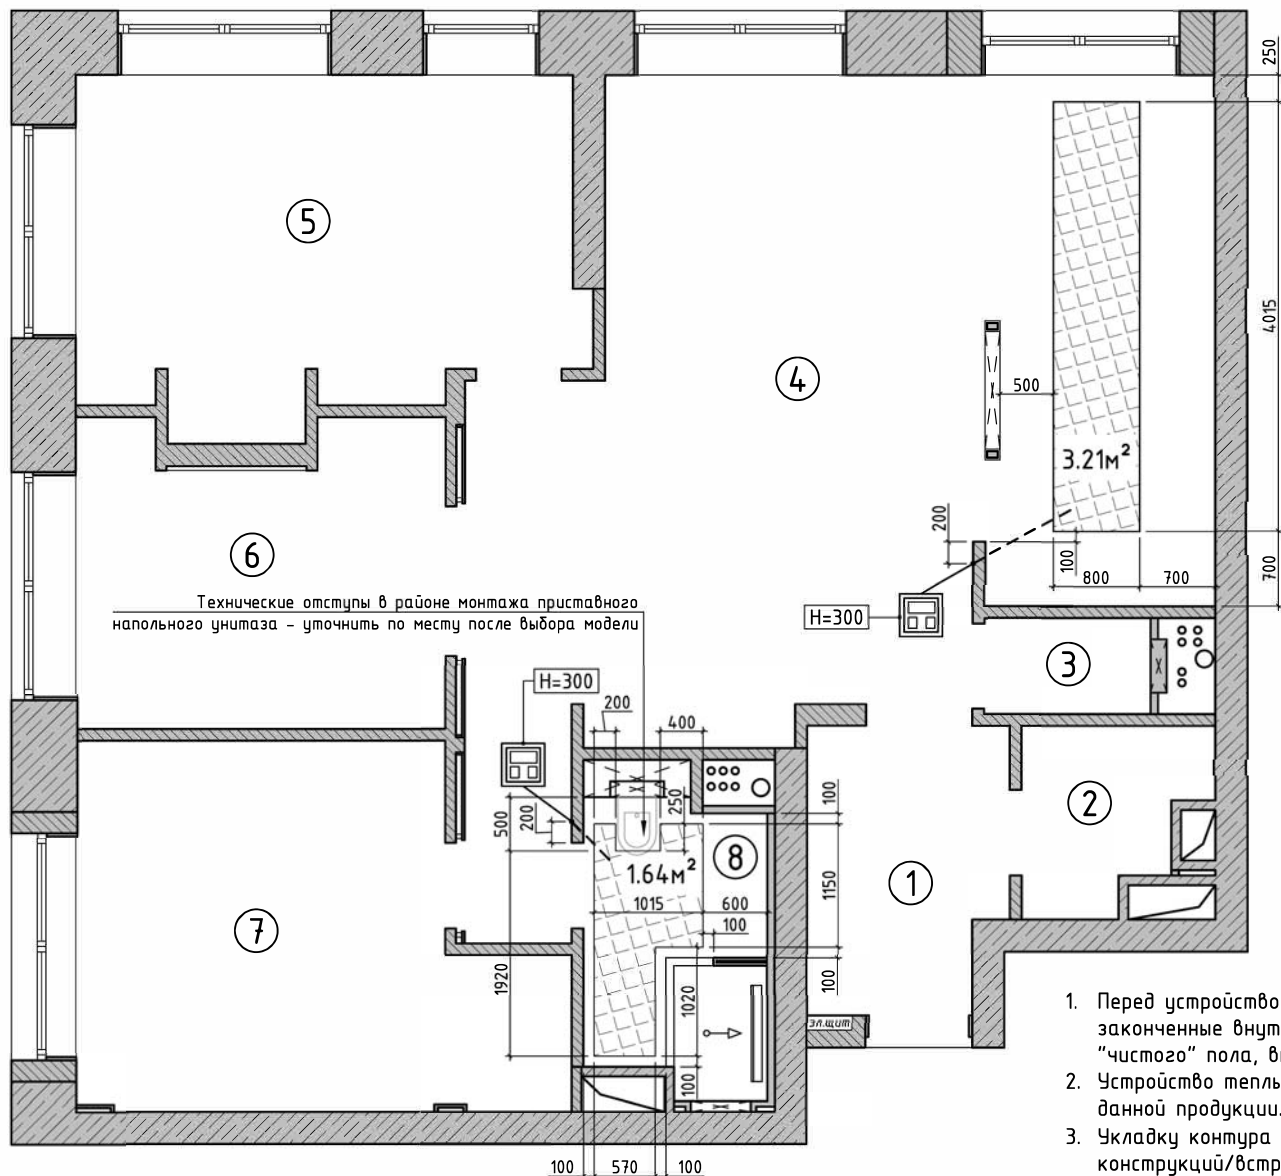 250
5
4015
4
500
3.21м²
200
100
800
700
700
6
Технические отступы в районе монтажа приставного
напольного унитаза – уточнить по месту после выбора модели
H=300
3
H=300
200
400
500
200
250
100
2
8
1.64м²
1150
1
1015
600
7
100
1920
1020
100
эл.щит
100
100
570
100
1. Перед устройство
законченные внут
"чистого" пола, в
2. Устройство теплы
данной продукции.
3. Укладку контура
конструкций/встр